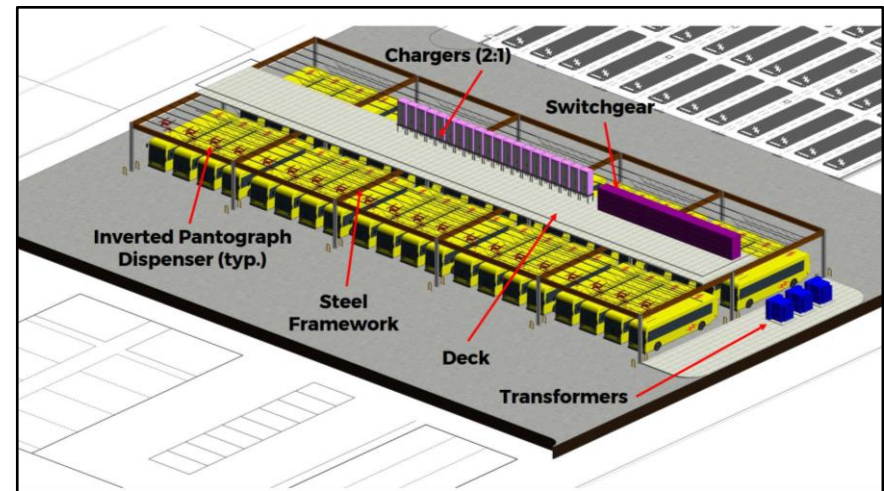 Chargers (2:1)
Switchgear
Inverted Pantograph
Dispenser (typ.)
Steel
Framework
Deck
Transformers